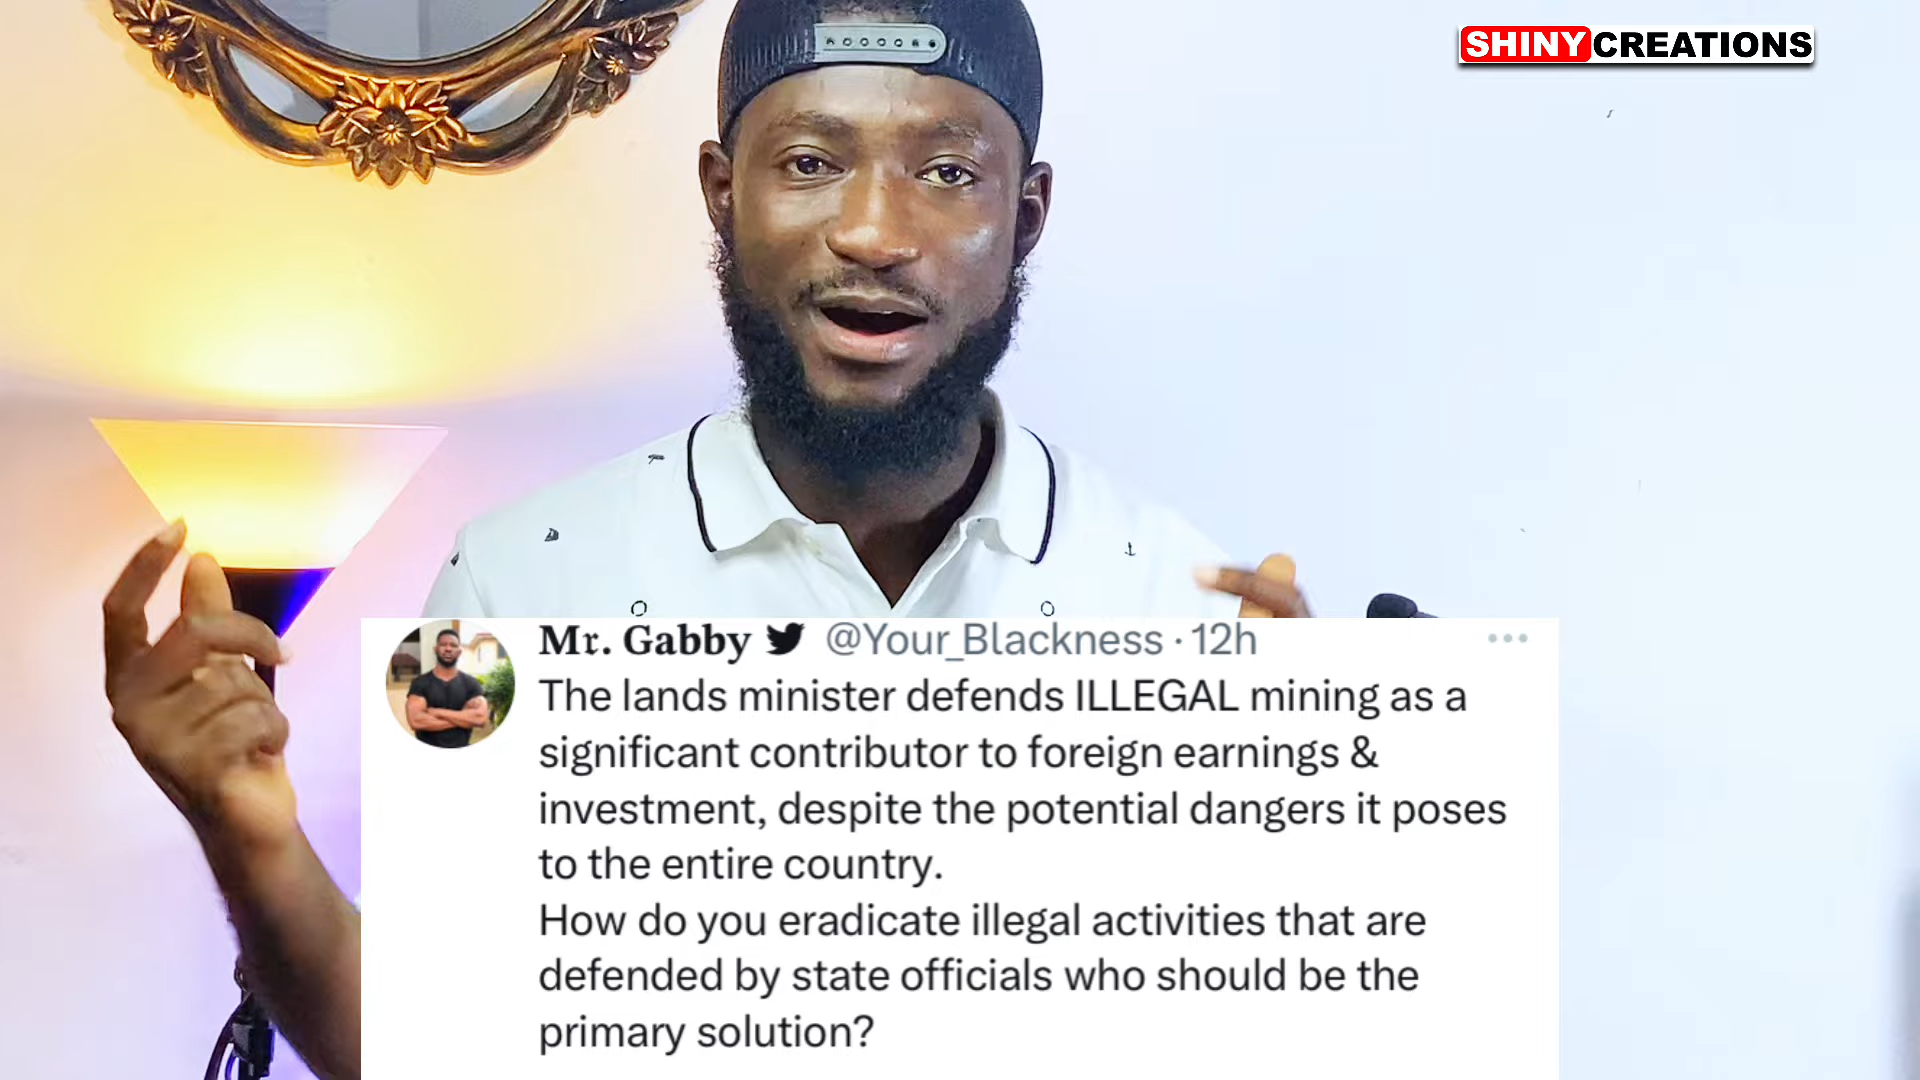 SHINY CREATIONS
Mr. Gabby @Your_Blackness · 12h
The lands minister defends ILLEGAL mining as a
significant contributor to foreign earnings &
investment, despite the potential dangers it poses
to the entire country.
How do you eradicate illegal activities that are
defended by state officials who should be the
primary solution?